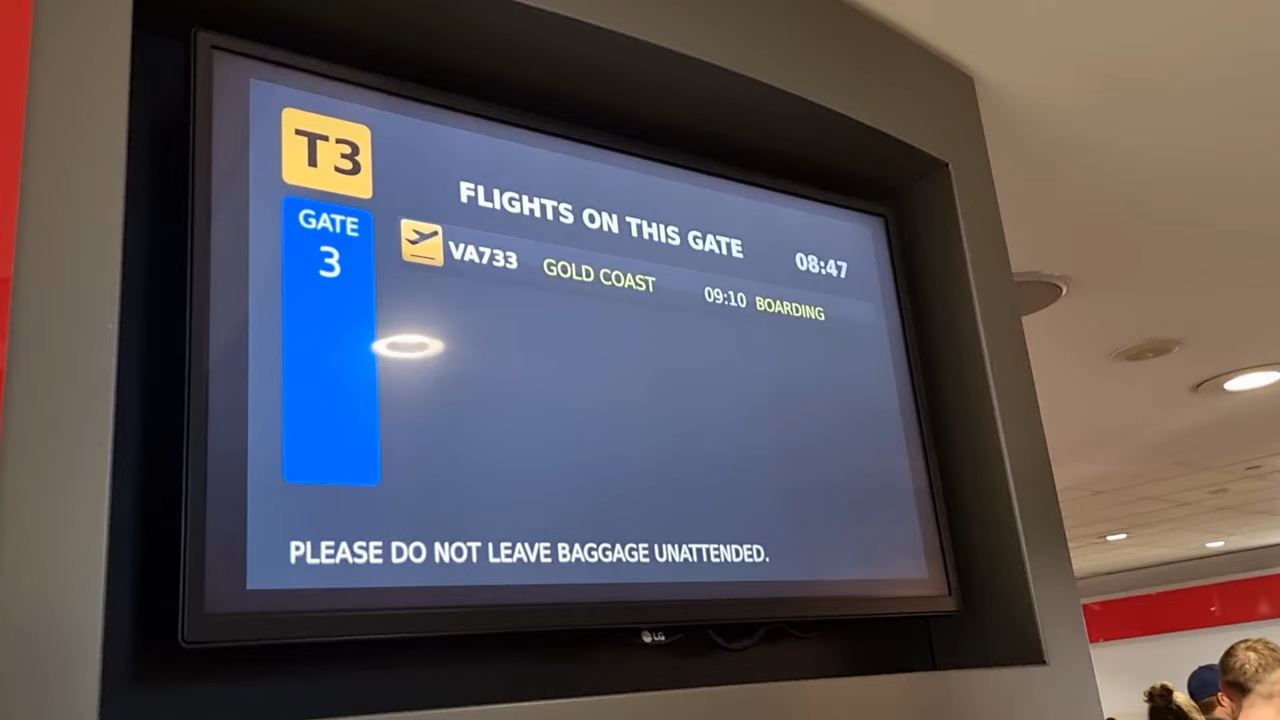 T3
GATE
3
FLIGHTS ON THIS GATE 08:47
VA733 GOLD COAST 09:10 BOARDING
PLEASE DO NOT LEAVE BAGGAGE UNATTENDED.
LG